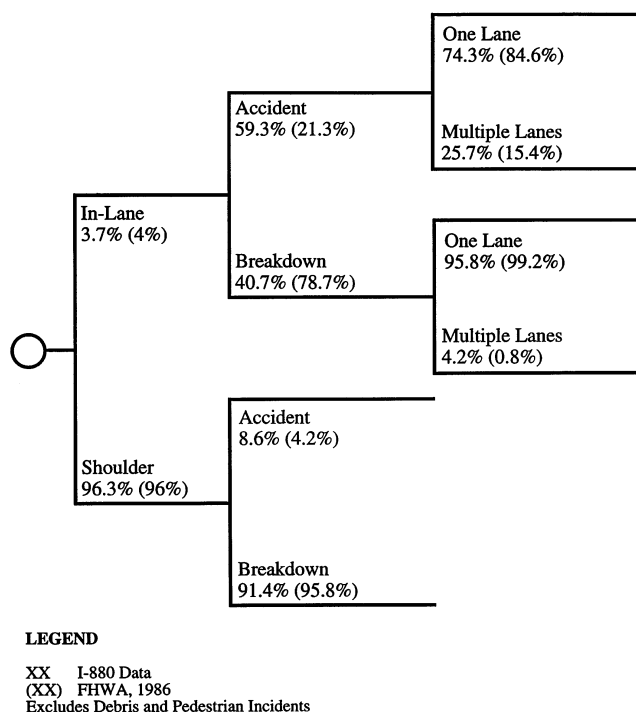 One Lane
74.3% (84.6%)
Accident
59.3% (21.3%)
Multiple Lanes
25.7% (15.4%)
In-Lane
3.7% (4%)
One Lane
95.8% (99.2%)
Breakdown
40.7% (78.7%)
Multiple Lanes
4.2% (0.8%)
Accident
8.6% (4.2%)
Shoulder
96.3% (96%)
Breakdown
91.4% (95.8%)
LEGEND
XX I-880 Data
(XX) FHWA, 1986
Excludes Debris and Pedestrian Incidents